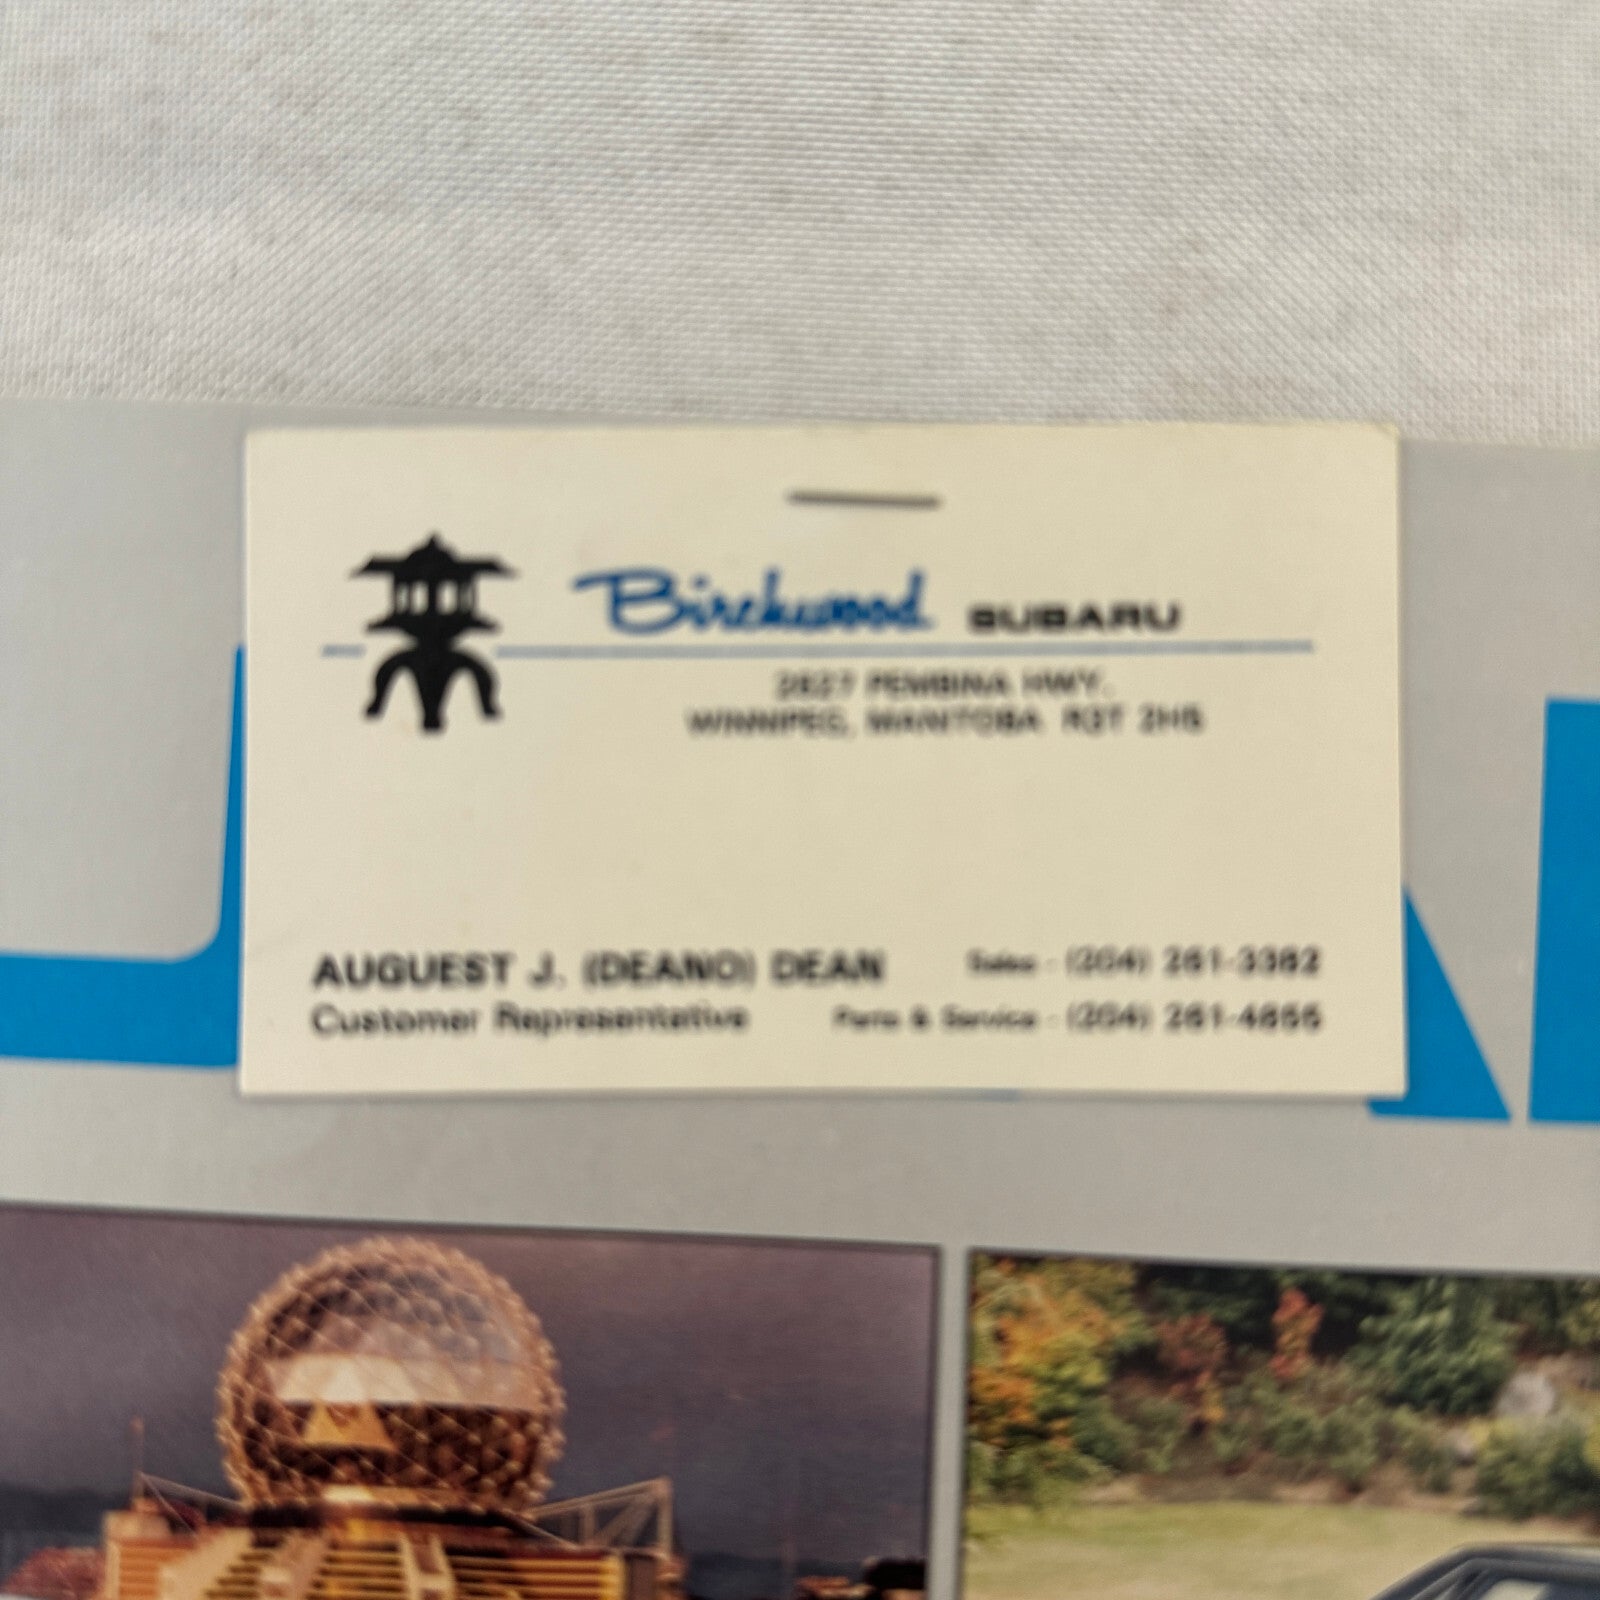 Birchwood SUBARU
2627 PEMBINA HWY.
WINNIPEG, MANITOBA R3T 2H5
AUGUEST J. (DEANO) DEAN
Customer Representative
Sales - (204) 261-3382
Parts & Service - (204) 261-4856